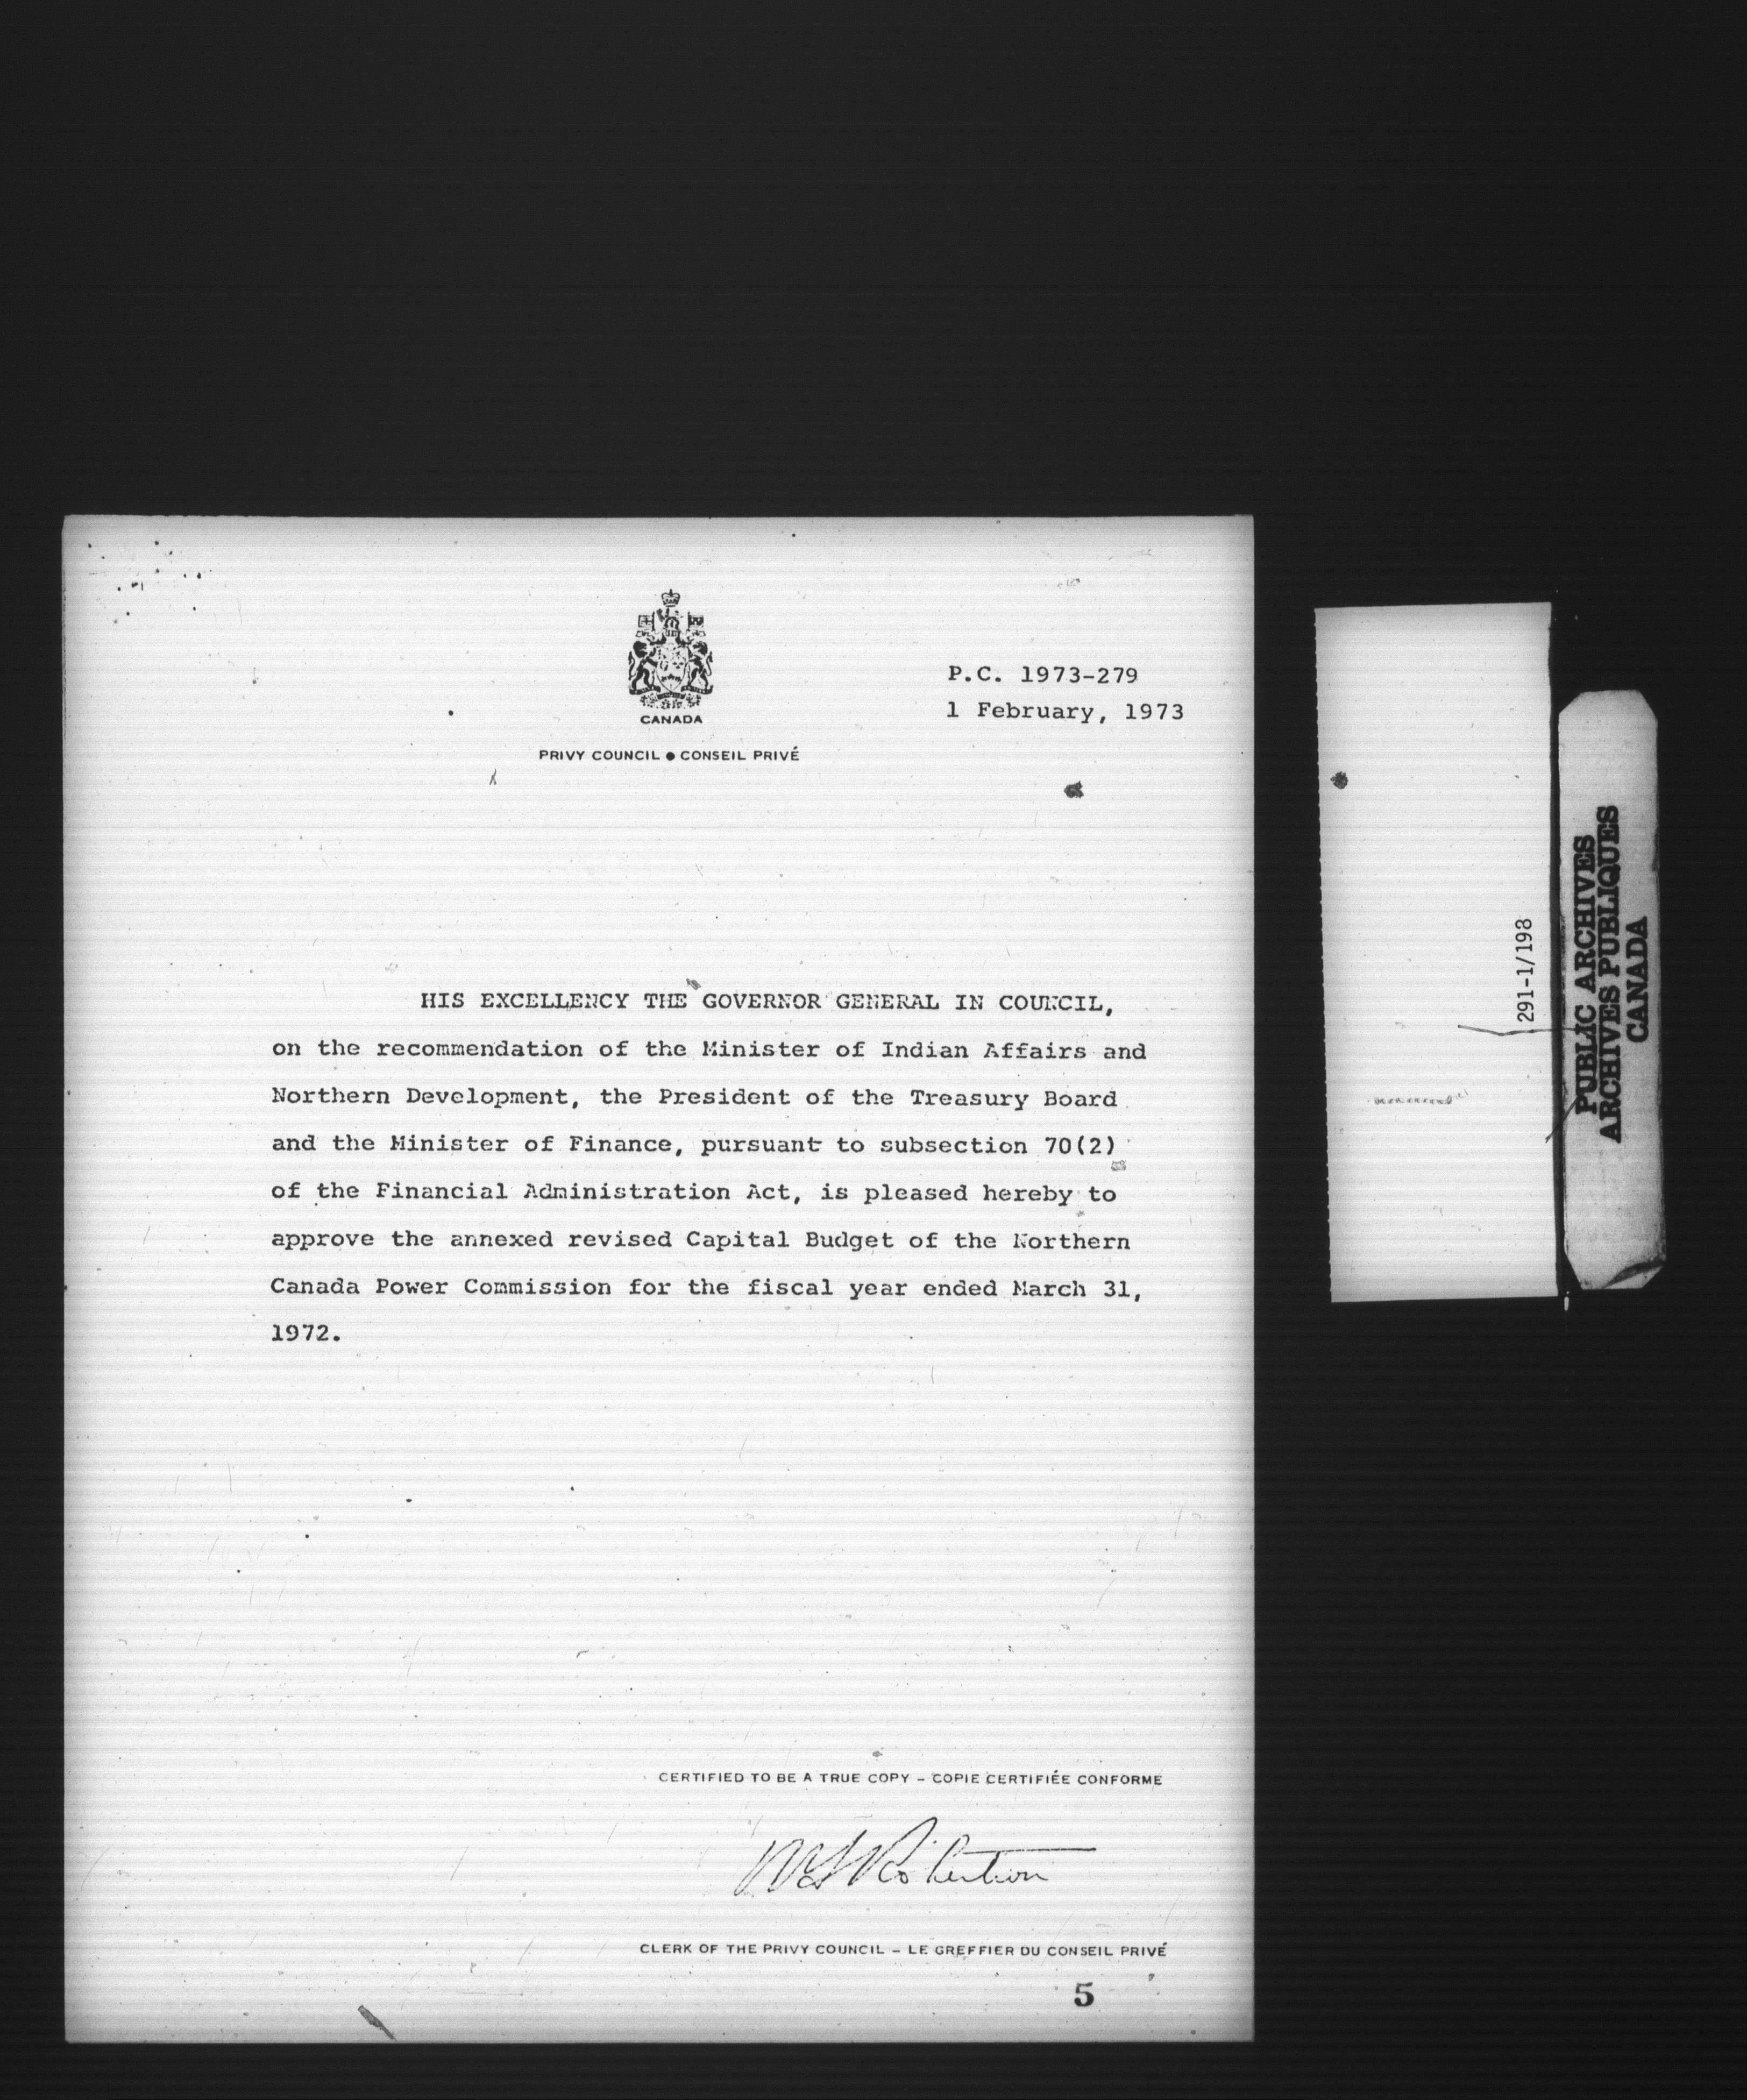 CANADA
PRIVY COUNCIL ● CONSEIL PRIVÉ
P.C. 1973-279
1 February, 1973
HIS EXCELLENCY THE GOVERNOR GENERAL IN COUNCIL,
on the recommendation of the Minister of Indian Affairs and
Northern Development, the President of the Treasury Board
and the Minister of Finance, pursuant to subsection 70(2)
of the Financial Administration Act, is pleased hereby to
approve the annexed revised Capital Budget of the Northern
Canada Power Commission for the fiscal year ended March 31,
1972.
CERTIFIED TO BE A TRUE COPY – COPIE CERTIFIÉE CONFORME
Robertson
CLERK OF THE PRIVY COUNCIL – LE GREFFIER DU CONSEIL PRIVÉ
5
291-1/198
PUBLIC ARCHIVES
ARCHIVES PUBLIQUES
CANADA